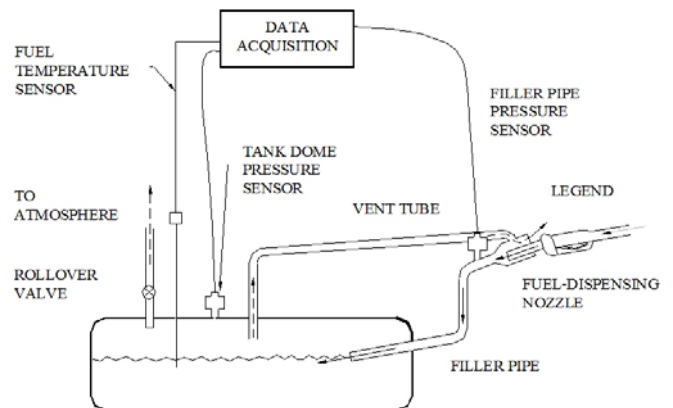 DATA
ACQUISITION
FUEL
TEMPERATURE
SENSOR
FILLER PIPE
PRESSURE
SENSOR
TANK DOME
PRESSURE
SENSOR
LEGEND
TO
ATMOSPHERE
VENT TUBE
ROLLOVER
VALVE
FUEL-DISPENSING
NOZZLE
FILLER PIPE